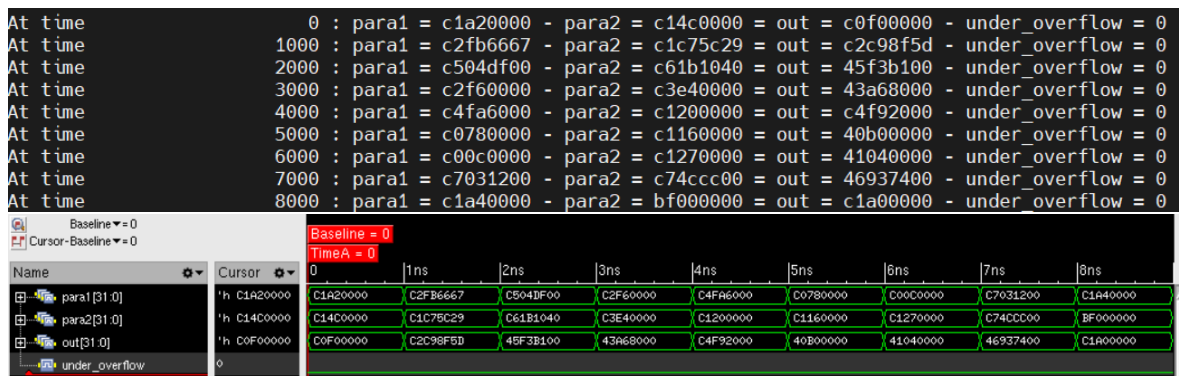 At time 0 : para1 = c1a20000 - para2 = c14c0000 = out = c0f00000 - under_overflow = 0
At time 1000 : para1 = c2fb6667 - para2 = c1c75c29 = out = c2c98f5d - under_overflow = 0
At time 2000 : para1 = c504df00 - para2 = c61b1040 = out = 45f3b100 - under_overflow = 0
At time 3000 : para1 = c2f60000 - para2 = c3e40000 = out = 43a68000 - under_overflow = 0
At time 4000 : para1 = c4fa6000 - para2 = c1200000 = out = c4f92000 - under_overflow = 0
At time 5000 : para1 = c0780000 - para2 = c1160000 = out = 40b00000 - under_overflow = 0
At time 6000 : para1 = c00c0000 - para2 = c1270000 = out = 41040000 - under_overflow = 0
At time 7000 : para1 = c7031200 - para2 = c74ccc00 = out = 46937400 - under_overflow = 0
At time 8000 : para1 = c1a40000 - para2 = bf000000 = out = c1a00000 - under_overflow = 0
Baseline▼= 0
Cursor-Baseline▼= 0
Baseline = 0
TimeA = 0
Name Cursor 0 1ns 2ns 3ns 4ns 5ns 6ns 7ns 8ns
para1[31:0] 'h C1A20000 C1A20000 C2FB6667 C504DF00 C2F60000 C4FA6000 C0780000 C00C0000 C7031200 C1A40000
para2[31:0] 'h C14C0000 C14C0000 C1C75C29 C61B1040 C3E40000 C1200000 C1160000 C1270000 C74CCC00 BF000000
out[31:0] 'h C0F00000 C0F00000 C2C98F5D 45F3B100 43A68000 C4F92000 40B00000 41040000 46937400 C1A00000
under_overflow 0